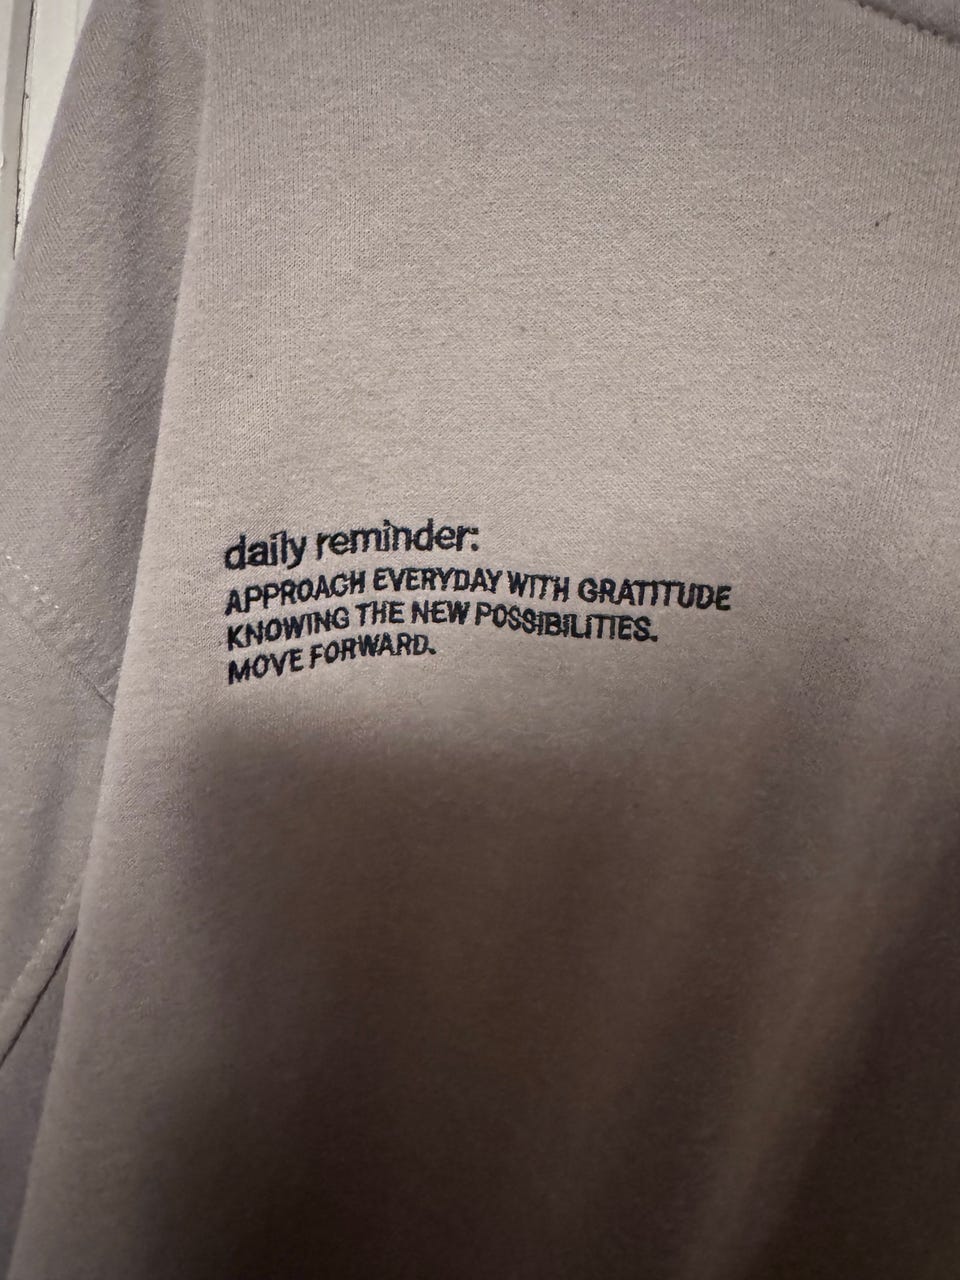 daily reminder:
APPROACH EVERYDAY WITH GRATITUDE
KNOWING THE NEW POSSIBILITIES.
MOVE FORWARD.